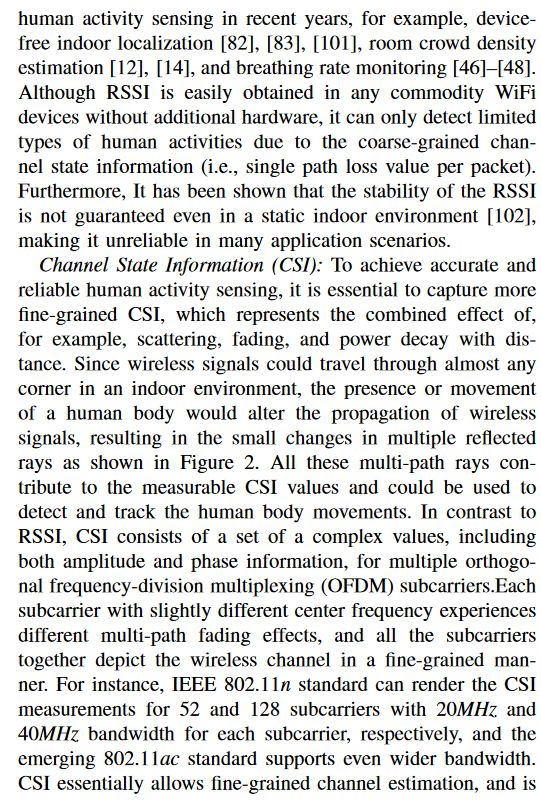 human activity sensing in recent years, for example, device-
free indoor localization [82], [83], [101], room crowd density
estimation [12], [14], and breathing rate monitoring [46]–[48].
Although RSSI is easily obtained in any commodity WiFi
devices without additional hardware, it can only detect limited
types of human activities due to the coarse-grained chan-
nel state information (i.e., single path loss value per packet).
Furthermore, It has been shown that the stability of the RSSI
is not guaranteed even in a static indoor environment [102],
making it unreliable in many application scenarios.
Channel State Information (CSI): To achieve accurate and
reliable human activity sensing, it is essential to capture more
fine-grained CSI, which represents the combined effect of,
for example, scattering, fading, and power decay with dis-
tance. Since wireless signals could travel through almost any
corner in an indoor environment, the presence or movement
of a human body would alter the propagation of wireless
signals, resulting in the small changes in multiple reflected
rays as shown in Figure 2. All these multi-path rays con-
tribute to the measurable CSI values and could be used to
detect and track the human body movements. In contrast to
RSSI, CSI consists of a set of a complex values, including
both amplitude and phase information, for multiple orthogo-
nal frequency-division multiplexing (OFDM) subcarriers.Each
subcarrier with slightly different center frequency experiences
different multi-path fading effects, and all the subcarriers
together depict the wireless channel in a fine-grained man-
ner. For instance, IEEE 802.11n standard can render the CSI
measurements for 52 and 128 subcarriers with 20MHz and
40MHz bandwidth for each subcarrier, respectively, and the
emerging 802.11ac standard supports even wider bandwidth.
CSI essentially allows fine-grained channel estimation, and is